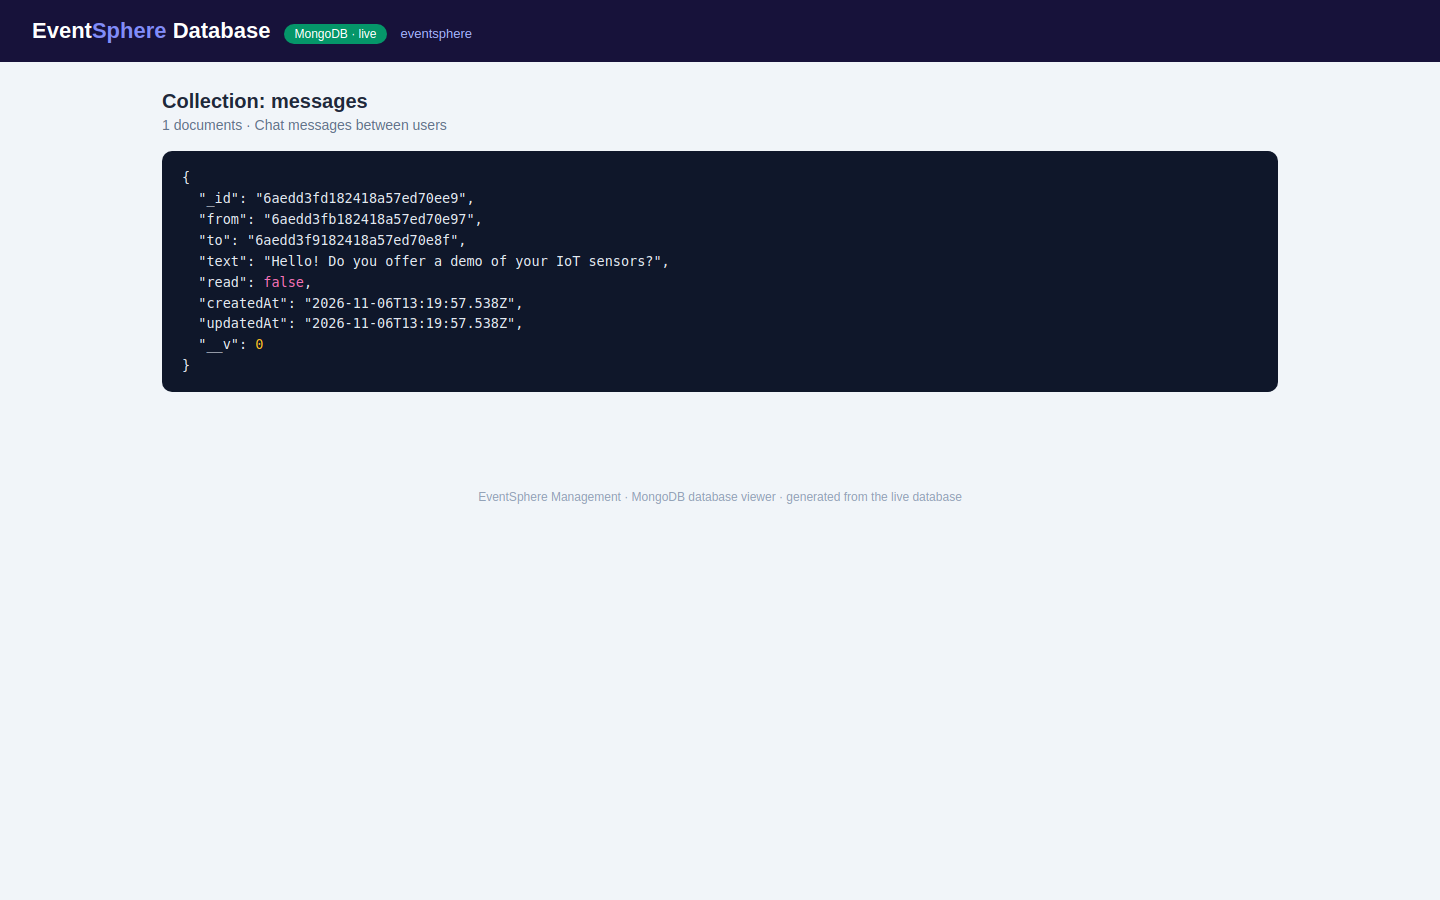 EventSphere Database MongoDB · live eventsphere
Collection: messages
1 documents · Chat messages between users
{
  "_id": "6aedd3fd182418a57ed70ee9",
  "from": "6aedd3fb182418a57ed70e97",
  "to": "6aedd3f9182418a57ed70e8f",
  "text": "Hello! Do you offer a demo of your IoT sensors?",
  "read": false,
  "createdAt": "2026-11-06T13:19:57.538Z",
  "updatedAt": "2026-11-06T13:19:57.538Z",
  "__v": 0
}
EventSphere Management · MongoDB database viewer · generated from the live database